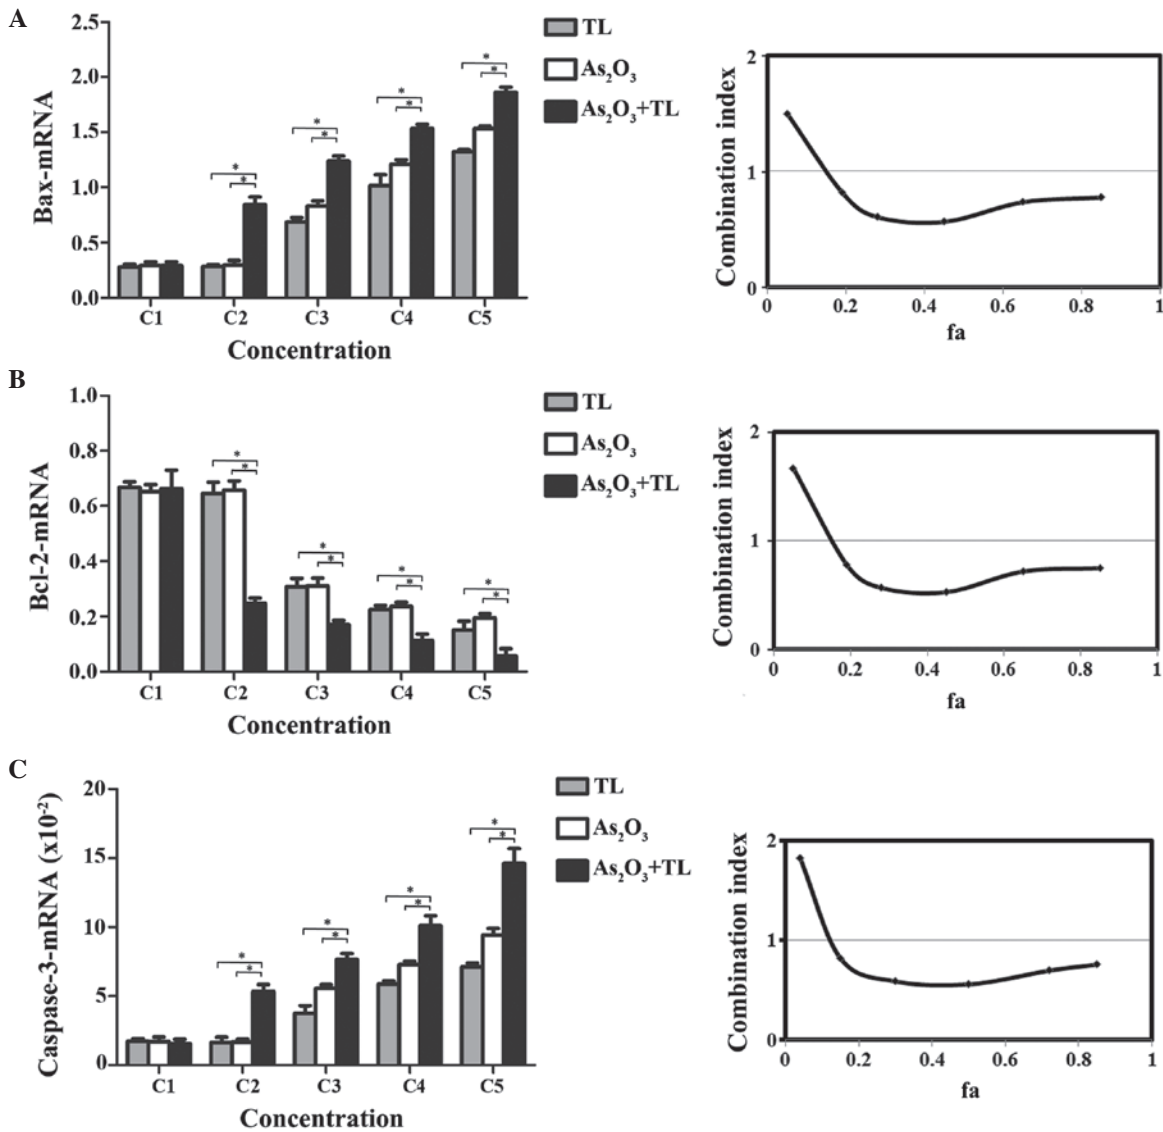 A
Bax-mRNA
2.5
2.0
1.5
1.0
0.5
0.0
C1 C2 C3 C4 C5
Concentration
* * * * * * * *
TL
As₂O₃
As₂O₃+TL
Combination index
2
1
0
0 0.2 0.4 0.6 0.8 1
fa
B
Bcl-2-mRNA
1.0
0.8
0.6
0.4
0.2
0.0
C1 C2 C3 C4 C5
Concentration
* * * * * * * *
TL
As₂O₃
As₂O₃+TL
Combination index
2
1
0
0 0.2 0.4 0.6 0.8 1
fa
C
Caspase-3-mRNA (x10⁻²)
20
15
10
5
0
C1 C2 C3 C4 C5
Concentration
* * * * * * * *
TL
As₂O₃
As₂O₃+TL
Combination index
2
1
0
0 0.2 0.4 0.6 0.8 1
fa